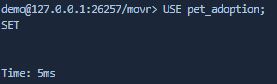 demo@127.0.0.1:26257/movr> USE pet_adoption;
SET
Time: 5ms